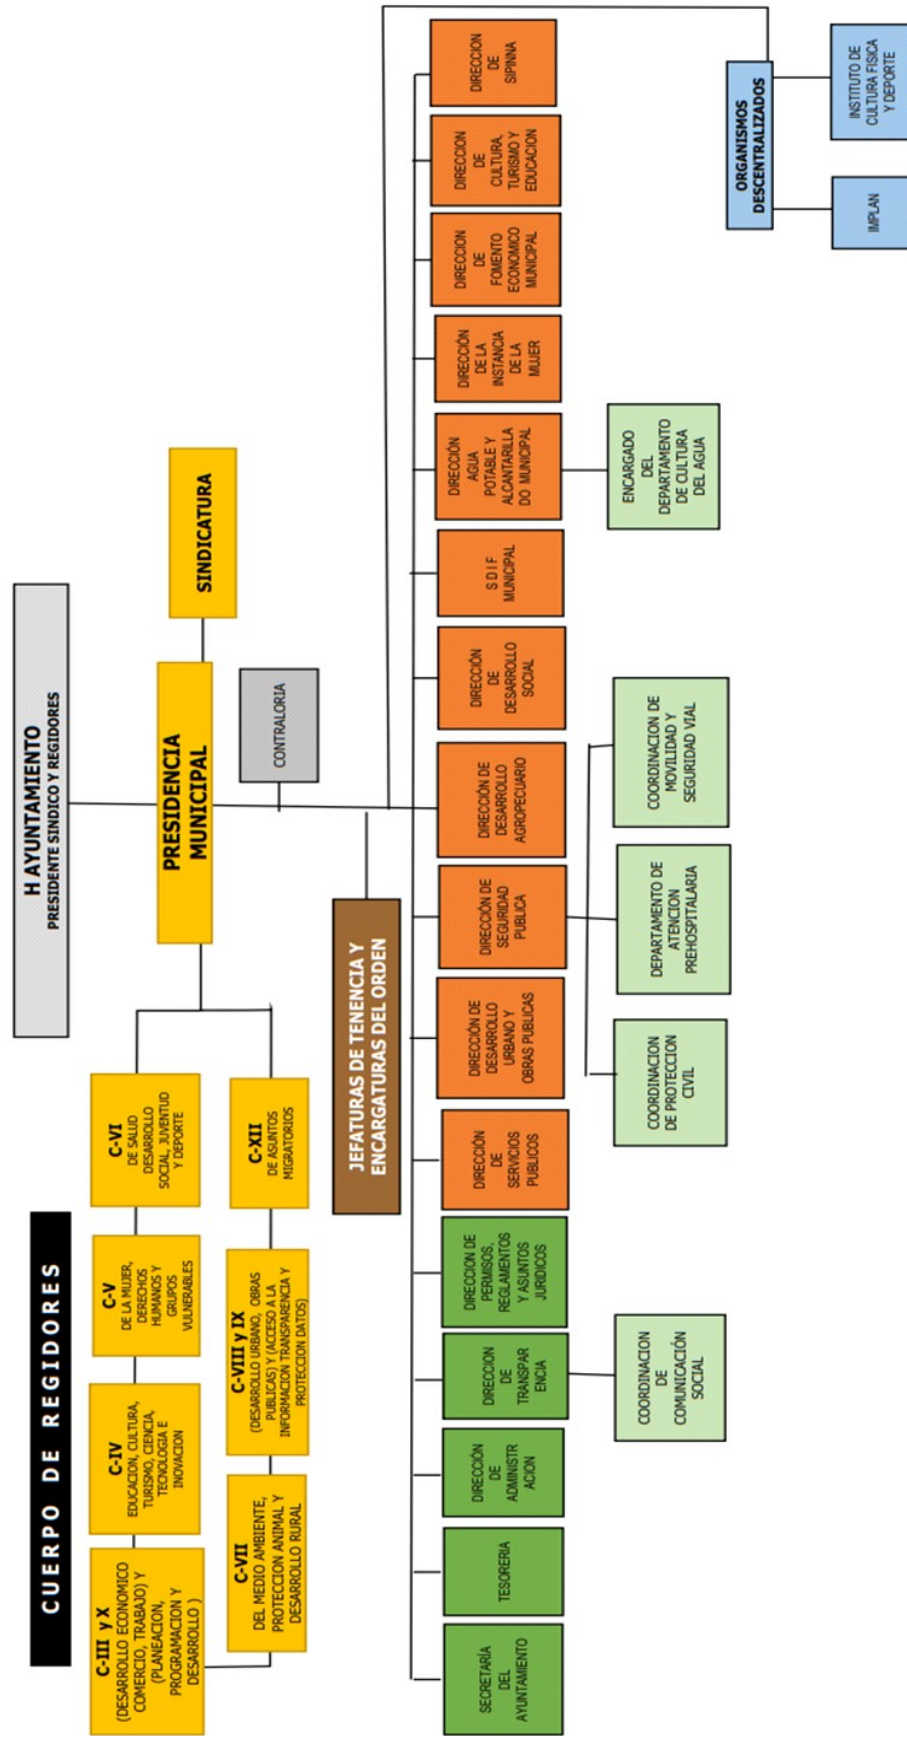 H AYUNTAMIENTO
PRESIDENTE SINDICO Y REGIDORES
CUERPO DE REGIDORES
PRESIDENCIA
MUNICIPAL
SINDICATURA
CONTRALORIA
C-III y X
(DESARROLLO ECONOMICO
COMERCIO, TRABAJO) Y
(PLANEACION,
PROGRAMACION Y
DESARROLLO )
C-IV
EDUCACION, CULTURA,
TURISMO, CIENCIA,
TECNOLOGIA E
INOVACION
C-V
DE LA MUJER,
DERECHOS
HUMANOS Y
GRUPOS
VULNERABLES
C-VI
DE SALUD
DESARROLLO
SOCIAL, JUVENTUD
Y DEPORTE
C-VII
DEL MEDIO AMBIENTE,
PROTECCION ANIMAL Y
DESARROLLO RURAL
C-VIII y IX
(DESARROLLO URBANO, OBRAS
PUBLICAS) Y (ACCESO A LA
INFORMACION TRANSPARENCIA Y
PROTECCION DATOS)
C-XII
DE ASUNTOS
MIGRATORIOS
JEFATURAS DE TENENCIA Y
ENCARGATURAS DEL ORDEN
SECRETARÍA
DEL
AYUNTAMIENTO
TESORERIA
DIRECCIÓN
DE
ADMINISTR
ACION
DIRECCION
DE
TRANSPAR
ENCIA
DIRECCION DE
PERMISOS,
REGLAMENTOS
Y ASUNTOS
JURIDICOS
DIRECCIÓN
DE
SERVICIOS
PUBLICOS
DIRECCIÓN DE
DESARROLLO
URBANO Y
OBRAS PUBLICAS
DIRECCIÓN DE
SEGURIDAD
PUBLICA
DIRECCIÓN DE
DESARROLLO
AGROPECUARIO
DIRECCIÓN
DE
DESARROLLO
SOCIAL
S D I F
MUNICIPAL
DIRECCIÓN
AGUA
POTABLE Y
ALCANTARILLA
DO MUNICIPAL
DIRECCIÓN
DE LA
INSTANCIA
DE LA
MUJER
DIRECCION
DE
FOMENTO
ECONOMICO
MUNICIPAL
DIRECCION
DE
CULTURA,
TURISMO Y
EDUCACION
DIRECCION
DE
SIPINNA
COORDINACION
DE
COMUNICACIÓN
SOCIAL
COORDINACION
DE PROTECCION
CIVIL
DEPARTAMENTO DE
ATENCION
PREHOSPITALARIA
COORDINACION DE
MOVILIDAD Y
SEGURIDAD VIAL
ENCARGADO
DEL
DEPARTAMENTO
DE CULTURA
DEL AGUA
ORGANISMOS
DESCENTRALIZADOS
IMPLAN
INSTITUTO DE
CULTURA FISICA
Y DEPORTE